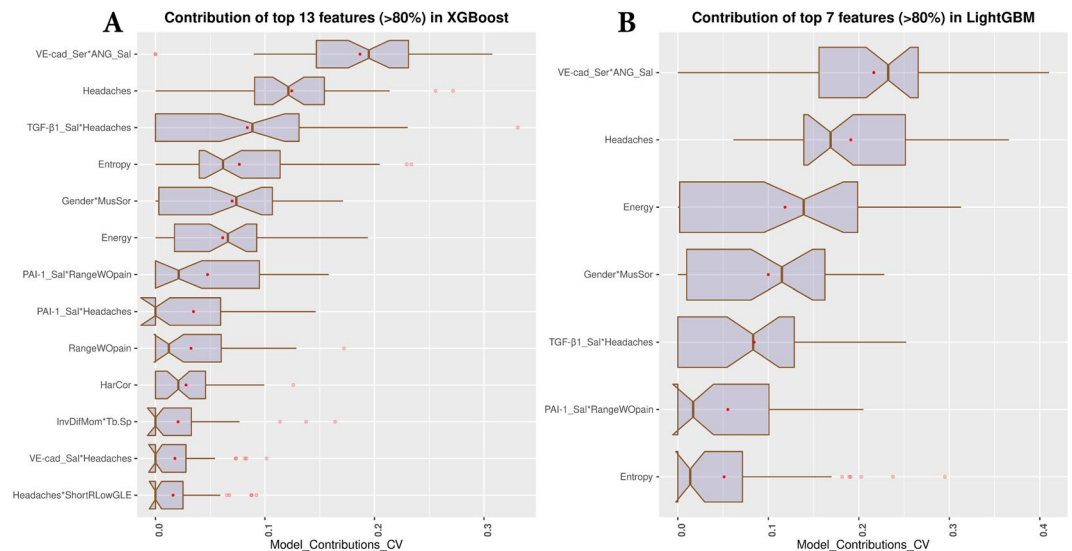 A
Contribution of top 13 features (>80%) in XGBoost
VE-cad_Ser*ANG_Sal
Headaches
TGF-β1_Sal*Headaches
Entropy
Gender*MusSor
Energy
PAI-1_Sal*RangeWOpain
PAI-1_Sal*Headaches
RangeWOpain
HarCor
InvDifMom*Tb.Sp
VE-cad_Sal*Headaches
Headaches*ShortRLowGLE
0.0
0.1
0.2
0.3
Model_Contributions_CV
B
Contribution of top 7 features (>80%) in LightGBM
VE-cad_Ser*ANG_Sal
Headaches
Energy
Gender*MusSor
TGF-β1_Sal*Headaches
PAI-1_Sal*RangeWOpain
Entropy
0.0
0.1
0.2
0.3
0.4
Model_Contributions_CV